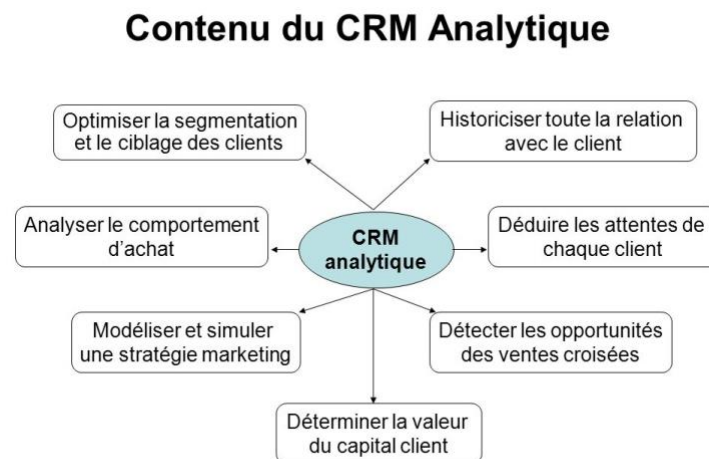 Contenu du CRM Analytique
Optimiser la segmentation
et le ciblage des clients
Historiciser toute la relation
avec le client
Analyser le comportement
d’achat
CRM
analytique
Déduire les attentes de
chaque client
Modéliser et simuler
une stratégie marketing
Détecter les opportunités
des ventes croisées
Déterminer la valeur
du capital client